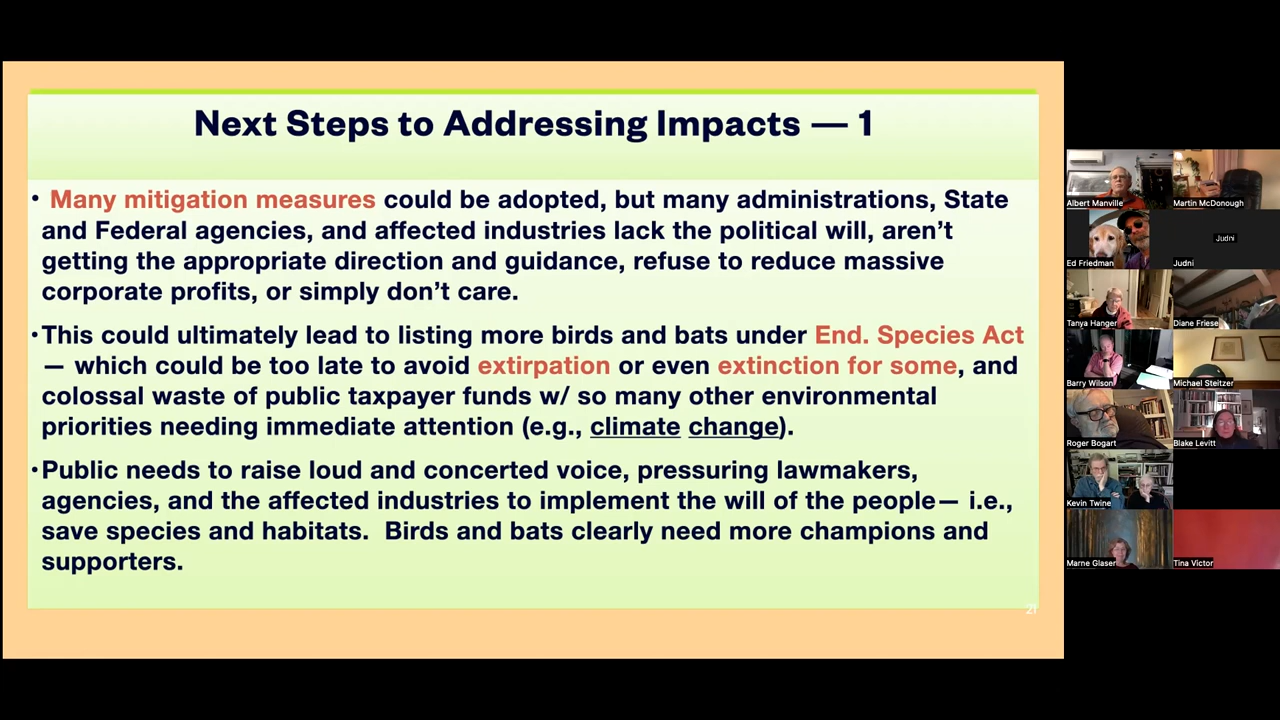 Next Steps to Addressing Impacts — 1
• Many mitigation measures could be adopted, but many administrations, State
and Federal agencies, and affected industries lack the political will, aren’t
getting the appropriate direction and guidance, refuse to reduce massive
corporate profits, or simply don’t care.
•This could ultimately lead to listing more birds and bats under End. Species Act
— which could be too late to avoid extirpation or even extinction for some, and
colossal waste of public taxpayer funds w/ so many other environmental
priorities needing immediate attention (e.g., climate change).
•Public needs to raise loud and concerted voice, pressuring lawmakers,
agencies, and the affected industries to implement the will of the people— i.e.,
save species and habitats.  Birds and bats clearly need more champions and
supporters.
21
Albert Manville
Martin McDonough
Ed Friedman
Judni
Judni
Tanya Hanger
Diane Friese
Barry Wilson
Michael Steitzer
Roger Bogart
Blake Levitt
Kevin Twine
Marne Glaser
Tina Victor